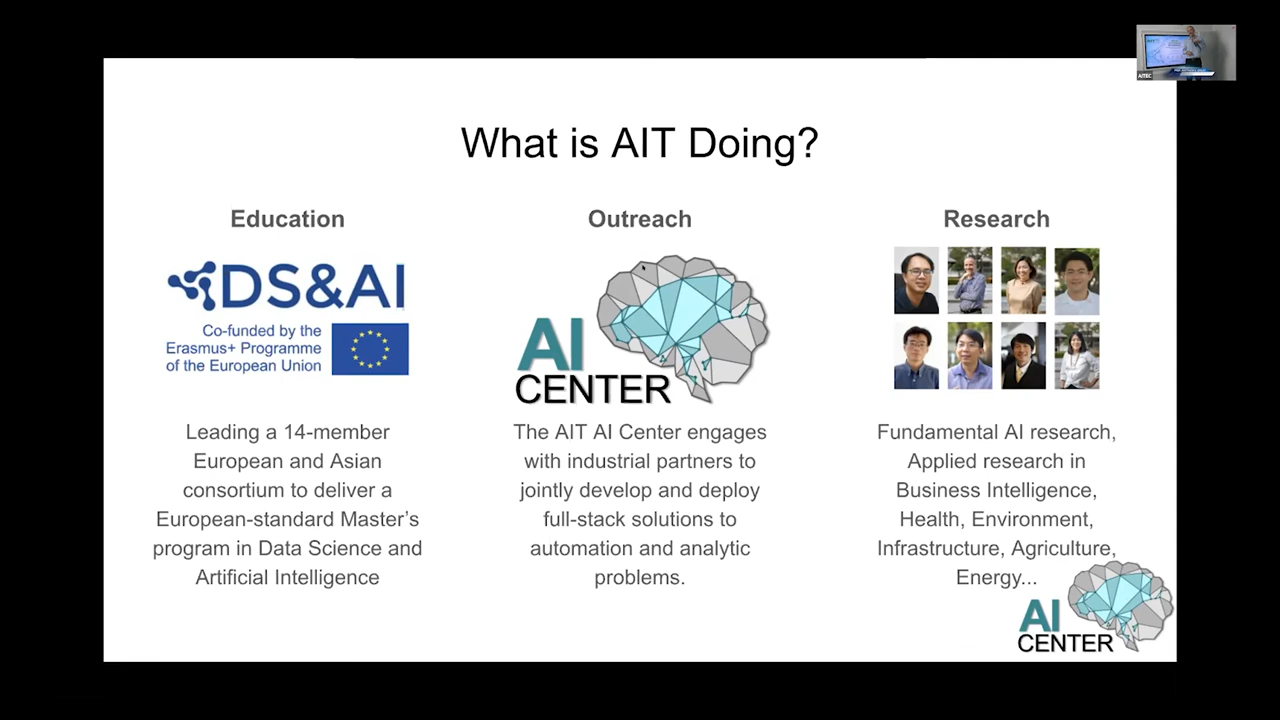 What is AIT Doing?
Education
DS&AI
Co-funded by the
Erasmus+ Programme
of the European Union
Leading a 14-member
European and Asian
consortium to deliver a
European-standard Master's
program in Data Science and
Artificial Intelligence
Outreach
AI
CENTER
The AIT AI Center engages
with industrial partners to
jointly develop and deploy
full-stack solutions to
automation and analytic
problems.
Research
Fundamental AI research,
Applied research in
Business Intelligence,
Health, Environment,
Infrastructure, Agriculture,
Energy...
AI
CENTER
AITEC